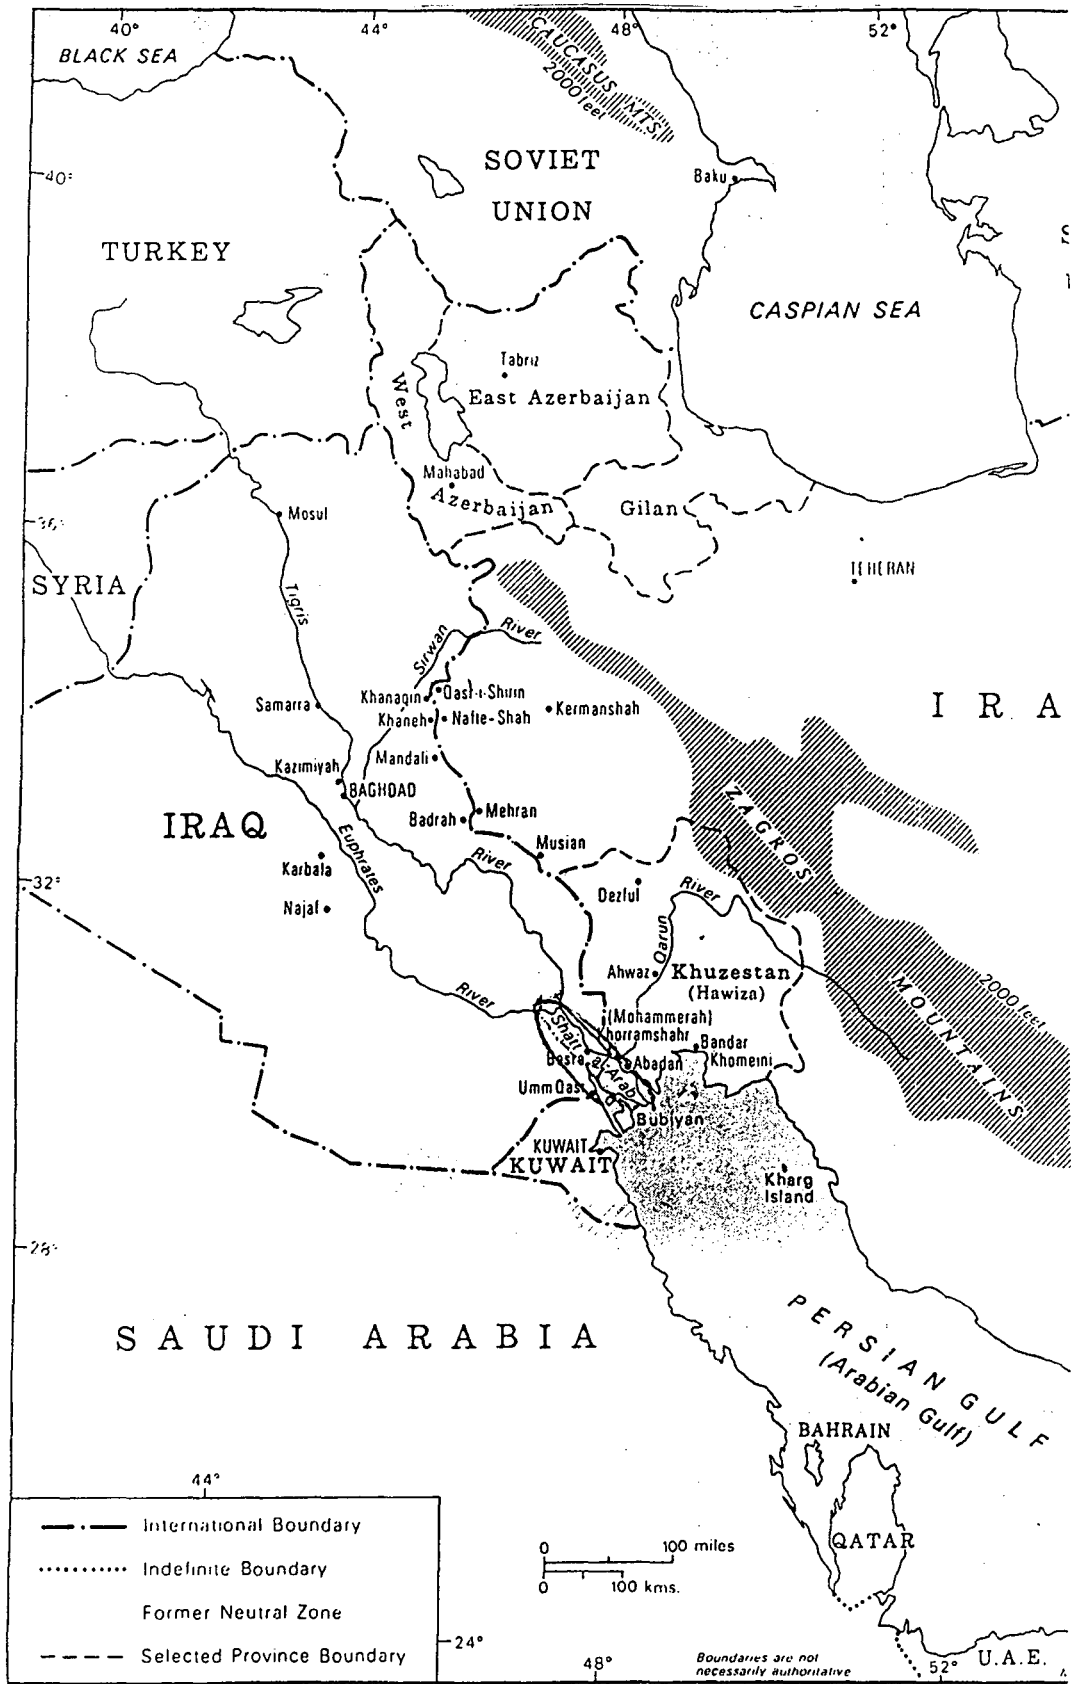 40°
44°
48°
52°
BLACK SEA
CAUCASUS MTS.
2000 feet
SOVIET
UNION
Baku
40°
TURKEY
CASPIAN SEA
Tabriz
West
East Azerbaijan
Mahabad
Azerbaijan
Gilan
Mosul
36°
TEHERAN
SYRIA
Tigris
Sirwan
River
Samarra
Khanaqin
Qasr-i-Shirin
Khaneh
Nafte-Shah
Kermanshah
IRA
Mandali
Kazimiyah
BAGHDAD
ZAGROS
Badrah
Mehran
IRAQ
Euphrates
Musian
River
Karbala
32°
Dezful
River
Najaf
Qarun
Ahwaz
Khuzestan
(Hawiza)
MOUNTAINS
2000 feet
River
(Mohammerah)
horramshahr
Shatt
al
Arab
Bandar
Khomeini
Basra
Abadan
Umm Qasr
Bubiyan
KUWAIT
KUWAIT
Kharg
Island
28°
SAUDI ARABIA
PERSIAN GULF
(Arabian Gulf)
BAHRAIN
44°
QATAR
International Boundary
Indefinite Boundary
Former Neutral Zone
Selected Province Boundary
0 100 miles
0 100 kms.
24°
48°
Boundaries are not
necessarily authoritative
52°
U.A.E.